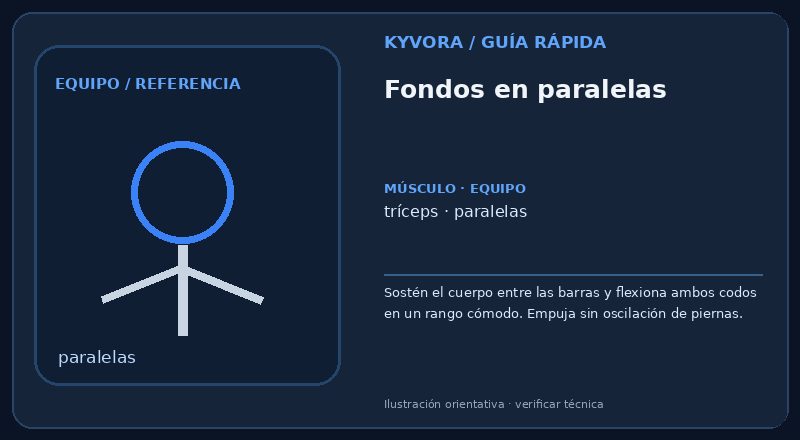 EQUIPO / REFERENCIA
paralelas
KYVORA / GUÍA RÁPIDA
Fondos en paralelas
MÚSCULO · EQUIPO
tríceps · paralelas
Sostén el cuerpo entre las barras y flexiona ambos codos
en un rango cómodo. Empuja sin oscilación de piernas.
Ilustración orientativa · verificar técnica